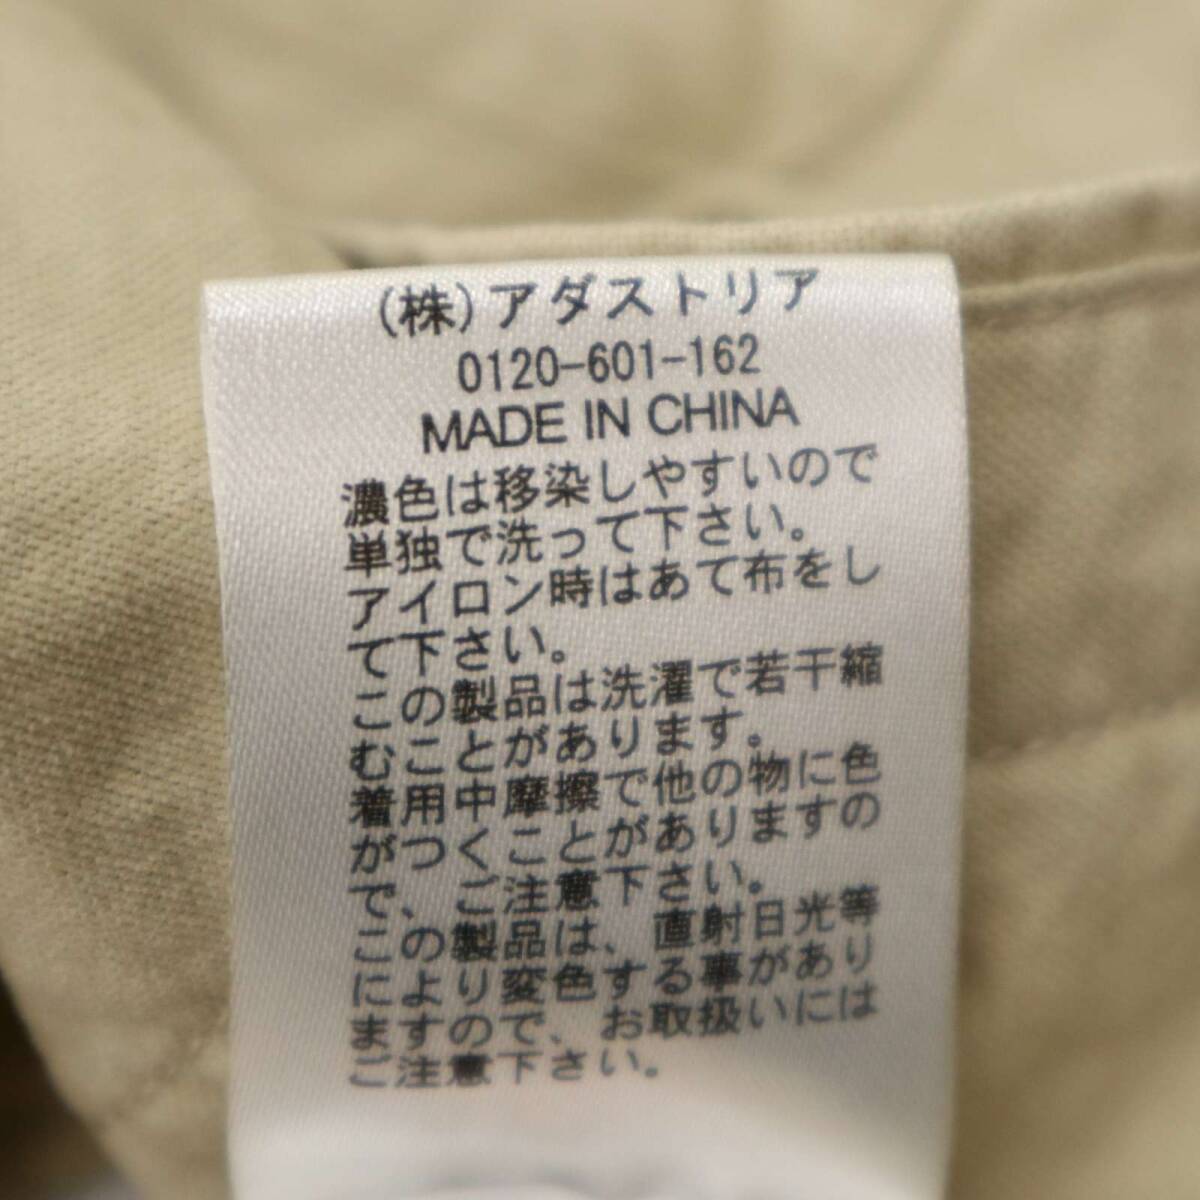 (株)アダストリア
0120-601-162
MADE IN CHINA
濃色は移染しやすいので
単独で洗って下さい。
アイロン時はあて布をし
て下さい。
この製品は洗濯で若干縮
むことがあります。
着用中摩擦で他の物に色
がつくことがありますの
で、ご注意下さい。
この製品は、直射日光等
により変色する事があり
ますので、お取扱いには
ご注意下さい。